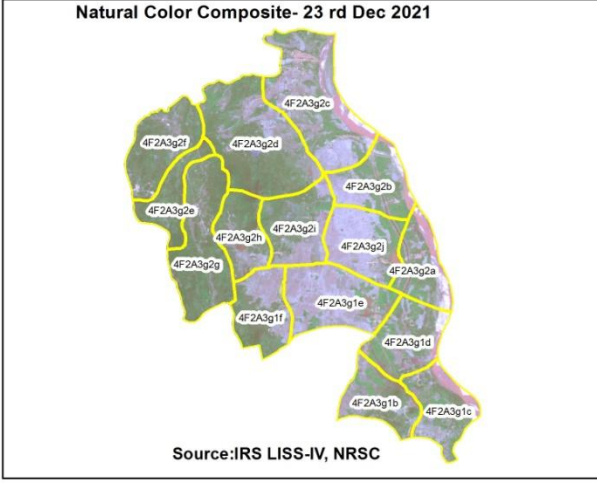 Natural Color Composite- 23 rd Dec 2021
4F2A3g2c
4F2A3g2f
4F2A3g2d
4F2A3g2b
4F2A3g2e
4F2A3g2i
4F2A3g2h
4F2A3g2j
4F2A3g2g
4F2A3g2a
4F2A3g1e
4F2A3g1f
4F2A3g1d
4F2A3g1b
4F2A3g1c
Source:IRS LISS-IV, NRSC